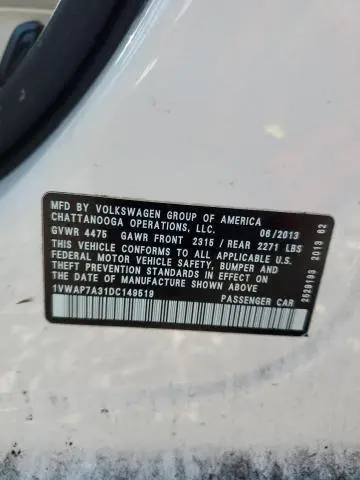 MFD BY VOLKSWAGEN GROUP OF AMERICA
CHATTANOOGA OPERATIONS, LLC. 06/2013
GVWR 4475 GAWR FRONT 2315 / REAR 2271 LBS
THIS VEHICLE CONFORMS TO ALL APPLICABLE U.S.
FEDERAL MOTOR VEHICLE SAFETY, BUMPER AND
THEFT PREVENTION STANDARDS IN EFFECT ON
THE DATE OF MANUFACTURE SHOWN ABOVE.
1VWAP7A31DC149519 PASSENGER CAR
2529193 2013 62